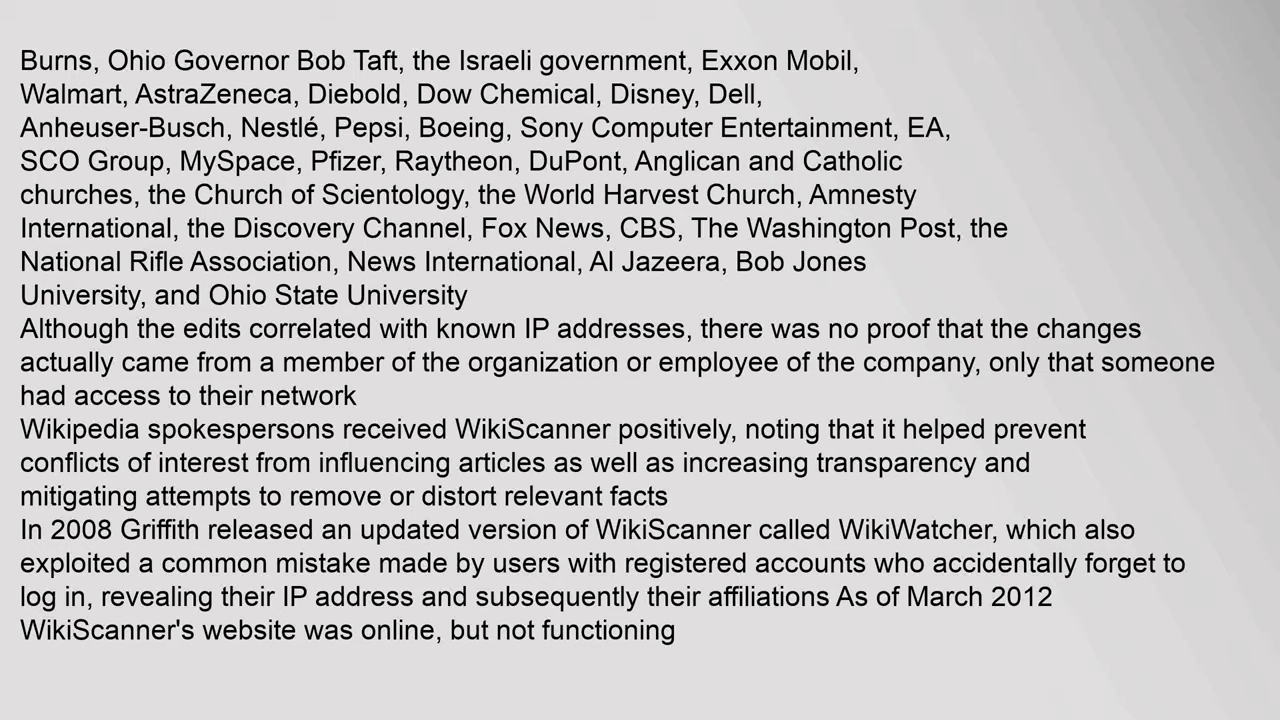 Burns, Ohio Governor Bob Taft, the Israeli government, Exxon Mobil,
Walmart, AstraZeneca, Diebold, Dow Chemical, Disney, Dell,
Anheuser-Busch, Nestlé, Pepsi, Boeing, Sony Computer Entertainment, EA,
SCO Group, MySpace, Pfizer, Raytheon, DuPont, Anglican and Catholic
churches, the Church of Scientology, the World Harvest Church, Amnesty
International, the Discovery Channel, Fox News, CBS, The Washington Post, the
National Rifle Association, News International, Al Jazeera, Bob Jones
University, and Ohio State University
Although the edits correlated with known IP addresses, there was no proof that the changes
actually came from a member of the organization or employee of the company, only that someone
had access to their network
Wikipedia spokespersons received WikiScanner positively, noting that it helped prevent
conflicts of interest from influencing articles as well as increasing transparency and
mitigating attempts to remove or distort relevant facts
In 2008 Griffith released an updated version of WikiScanner called WikiWatcher, which also
exploited a common mistake made by users with registered accounts who accidentally forget to
log in, revealing their IP address and subsequently their affiliations As of March 2012
WikiScanner's website was online, but not functioning